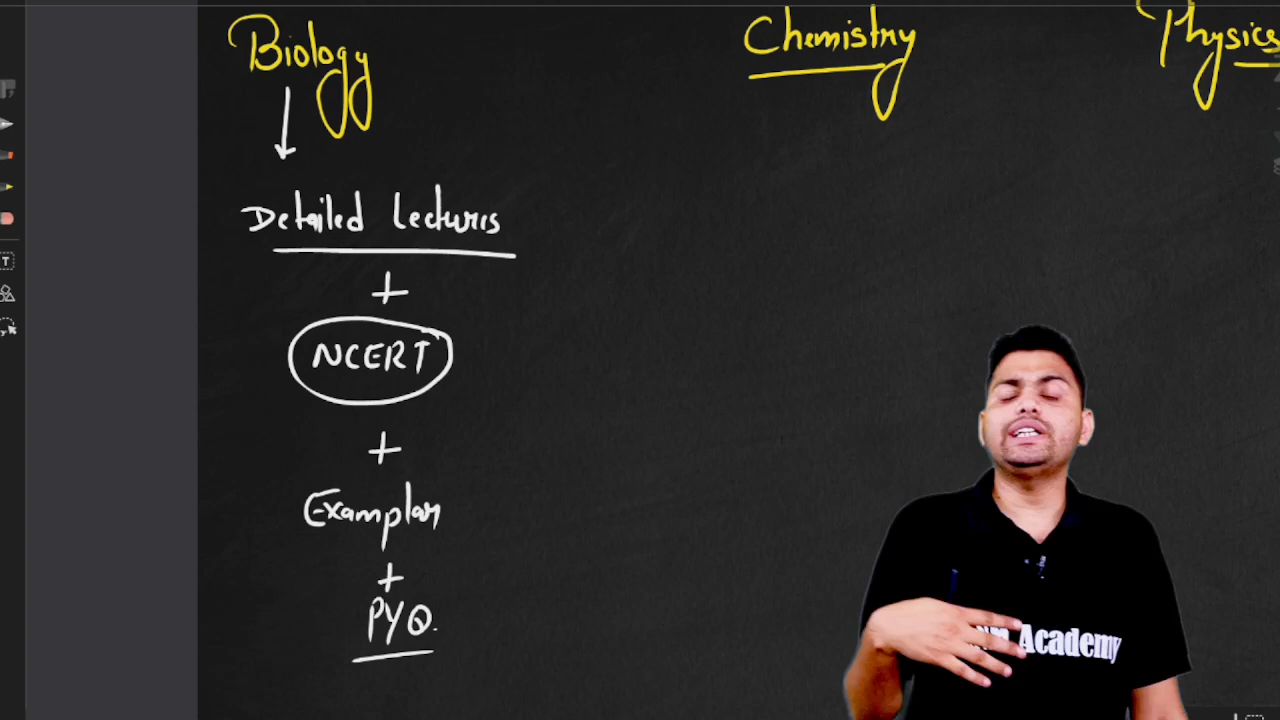 Biology
Chemistry
Physics
Detailed Lectures
+
NCERT
+
Examplar
+
PYQ.
Academy
T